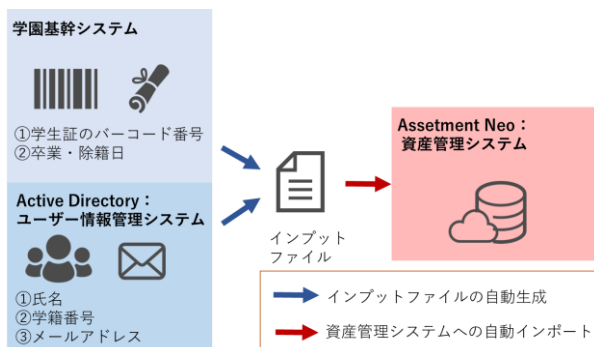 学園基幹システム
①学生証のバーコード番号
②卒業・除籍日
Active Directory：
ユーザー情報管理システム
①氏名
②学籍番号
③メールアドレス
インプット
ファイル
Assetment Neo：
資産管理システム
インプットファイルの自動生成
資産管理システムへの自動インポート